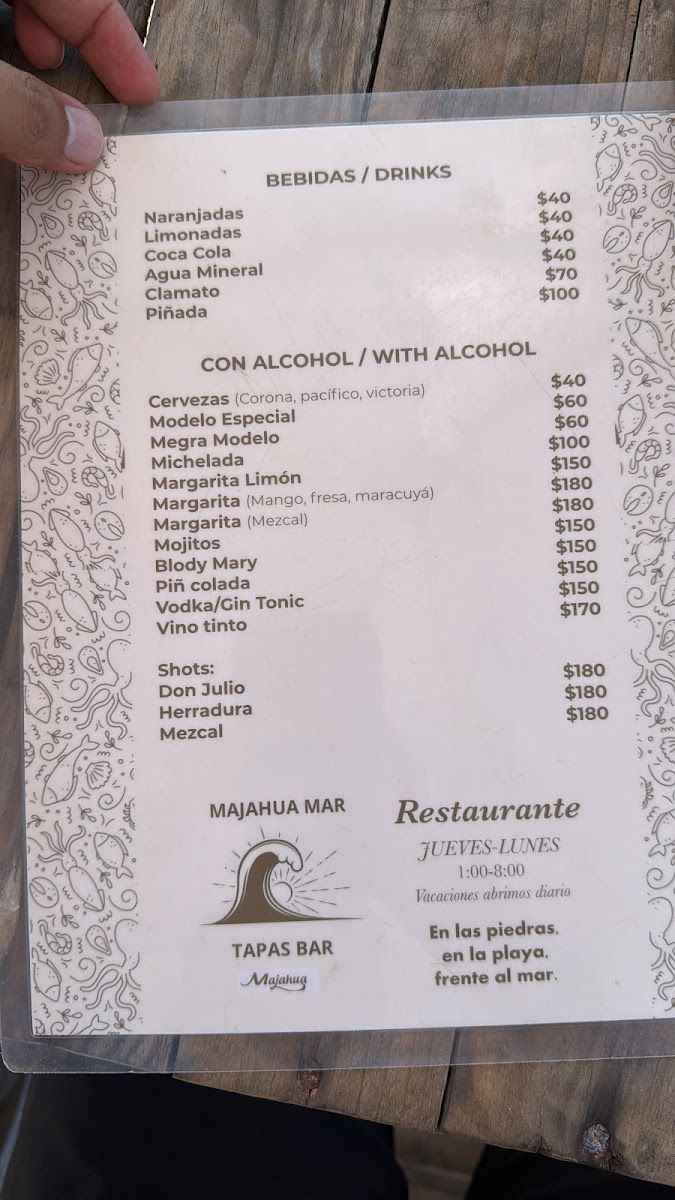 BEBIDAS / DRINKS
Naranjadas $40
Limonadas $40
Coca Cola $40
Agua Mineral $40
Clamato $70
Piñada $100
CON ALCOHOL / WITH ALCOHOL
Cervezas (Corona, pacífico, victoria) $40
Modelo Especial $60
Megra Modelo $60
Michelada $100
Margarita Limón $150
Margarita (Mango, fresa, maracuyá) $180
Margarita (Mezcal) $180
Mojitos $150
Blody Mary $150
Piñ colada $150
Vodka/Gin Tonic $150
Vino tinto $170
Shots:
Don Julio $180
Herradura $180
Mezcal $180
MAJAHUA MAR
TAPAS BAR
Majahua
Restaurante
JUEVES-LUNES
1:00-8:00
Vacaciones abrimos diario
En las piedras,
en la playa,
frente al mar.